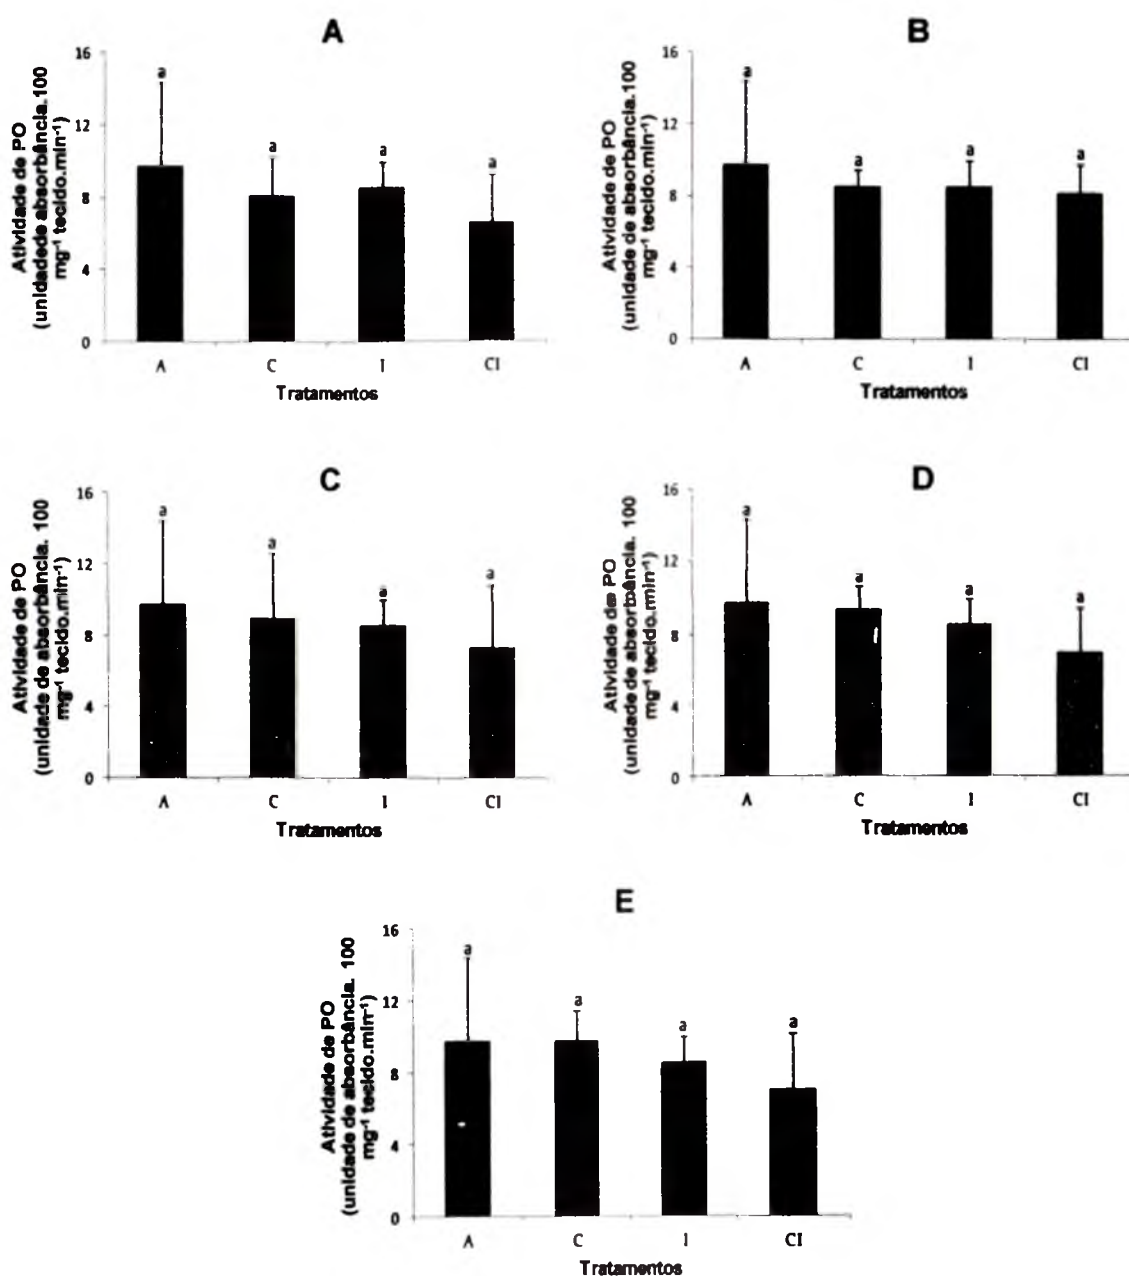 A
Atividade de PO
(unidade de absorbância.100
mg⁻¹ tecido.min⁻¹)
16
12
8
4
0
a
a
a
a
A
C
I
CI
Tratamentos
B
Atividade de PO
(unidade de absorbância.100
mg⁻¹ tecido.min⁻¹)
16
12
8
4
0
a
a
a
a
A
C
I
CI
Tratamentos
C
Atividade de PO
(unidade de absorbância. 100
mg⁻¹ tecido.min⁻¹)
16
12
8
4
0
a
a
a
a
A
C
I
CI
Tratamentos
D
Atividade de PO
(unidade de absorbância. 100
mg⁻¹ tecido.min⁻¹)
16
12
8
4
0
a
a
a
a
A
C
I
CI
Tratamentos
E
Atividade de PO
(unidade de absorbância. 100
mg⁻¹ tecido.min⁻¹)
16
12
8
4
0
a
a
a
a
A
C
I
CI
Tratamentos